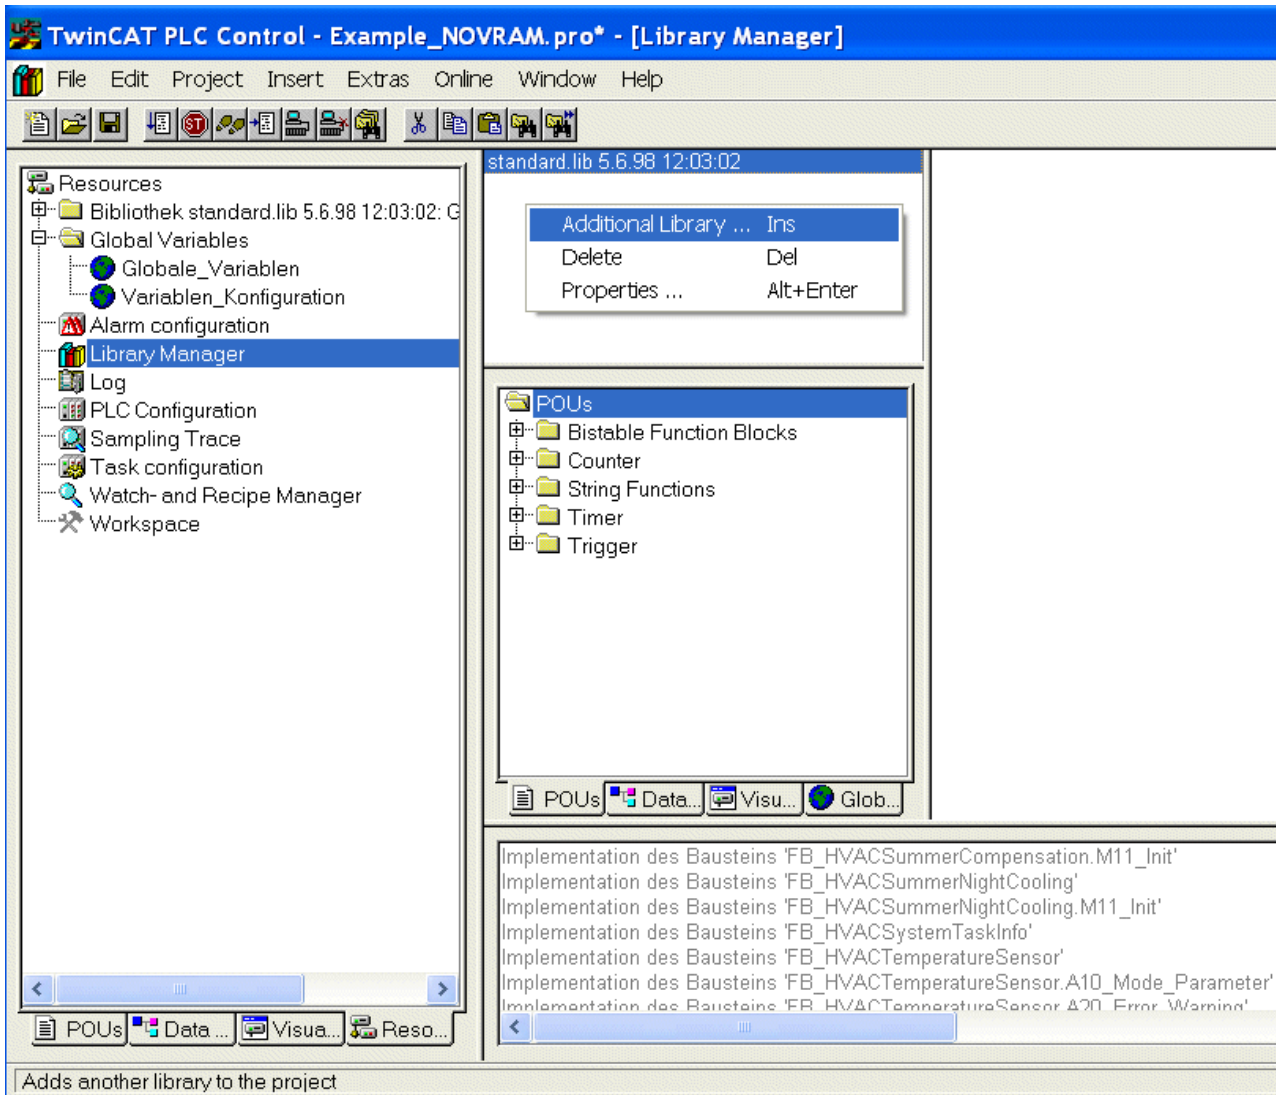 TwinCAT PLC Control - Example_NOVRAM.pro* - [Library Manager]
File Edit Project Insert Extras Online Window Help
Resources
Bibliothek standard.lib 5.6.98 12:03:02: G
Global Variables
Globale_Variablen
Variablen_Konfiguration
Alarm configuration
Library Manager
Log
PLC Configuration
Sampling Trace
Task configuration
Watch- and Recipe Manager
Workspace
POUs Data ... Visua... Reso...
standard.lib 5.6.98 12:03:02
Additional Library ... Ins
Delete Del
Properties ... Alt+Enter
POUs
Bistable Function Blocks
Counter
String Functions
Timer
Trigger
POUs Data... Visu... Glob...
Implementation des Bausteins 'FB_HVACSummerCompensation.M11_Init'
Implementation des Bausteins 'FB_HVACSummerNightCooling'
Implementation des Bausteins 'FB_HVACSummerNightCooling.M11_Init'
Implementation des Bausteins 'FB_HVACSystemTaskInfo'
Implementation des Bausteins 'FB_HVACTemperatureSensor'
Implementation des Bausteins 'FB_HVACTemperatureSensor.A10_Mode_Parameter'
Implementation des Bausteins 'FB_HVACTemperatureSensor.A20_Error_Warning'
Adds another library to the project